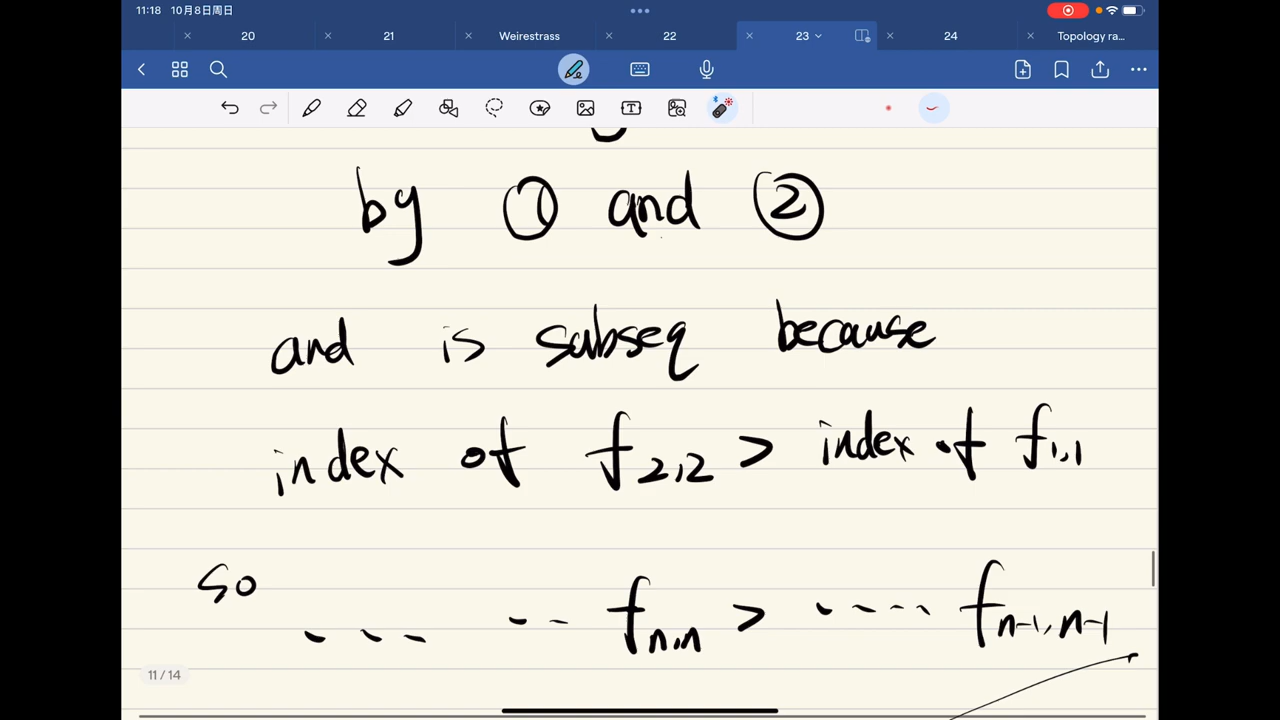 11:18 10月8日周日
20 21 Weirestrass 22 23 24 Topology ra...
by ① and ②
and is subseq because
index of f2,2 > index of f1,1
so ... .. fn,n > .... fn-1,n-1
11 / 14